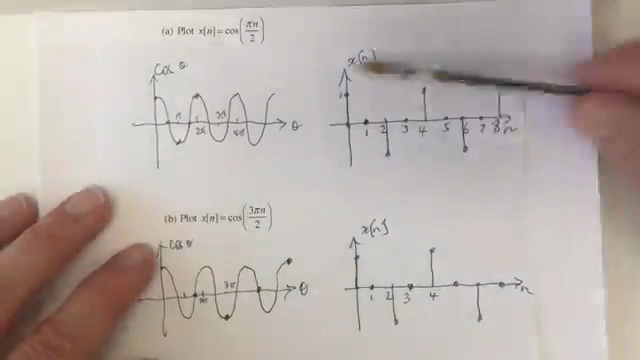 (a) Plot x[n]=cos(πn/2)
Cos θ
π 2π 3π 4π θ
x[n]
1
1 2 3 4 5 6 7 8 n
(b) Plot x[n]=cos(3πn/2)
Cos θ
3π θ
x[n]
1 2 3 4 n